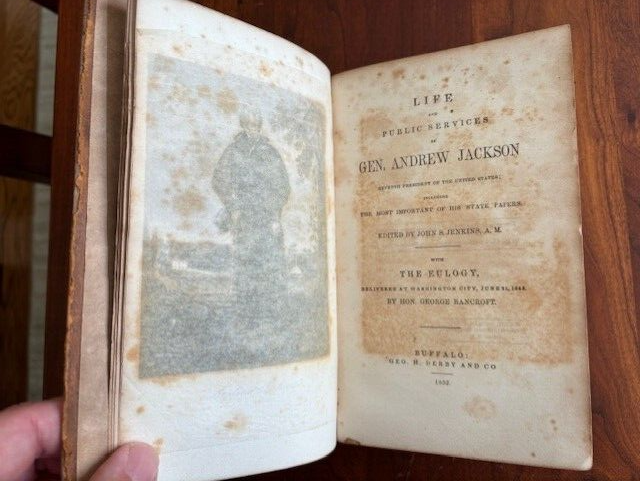 LIFE
AND
PUBLIC SERVICES
OF
GEN. ANDREW JACKSON
SEVENTH PRESIDENT OF THE UNITED STATES;
INCLUDING
THE MOST IMPORTANT OF HIS STATE PAPERS.
EDITED BY JOHN S. JENKINS, A. M.
WITH
THE EULOGY,
DELIVERED AT WASHINGTON CITY, JUNE 21, 1845
BY HON. GEORGE BANCROFT.
BUFFALO:
GEO. H. DERBY AND CO
1852.